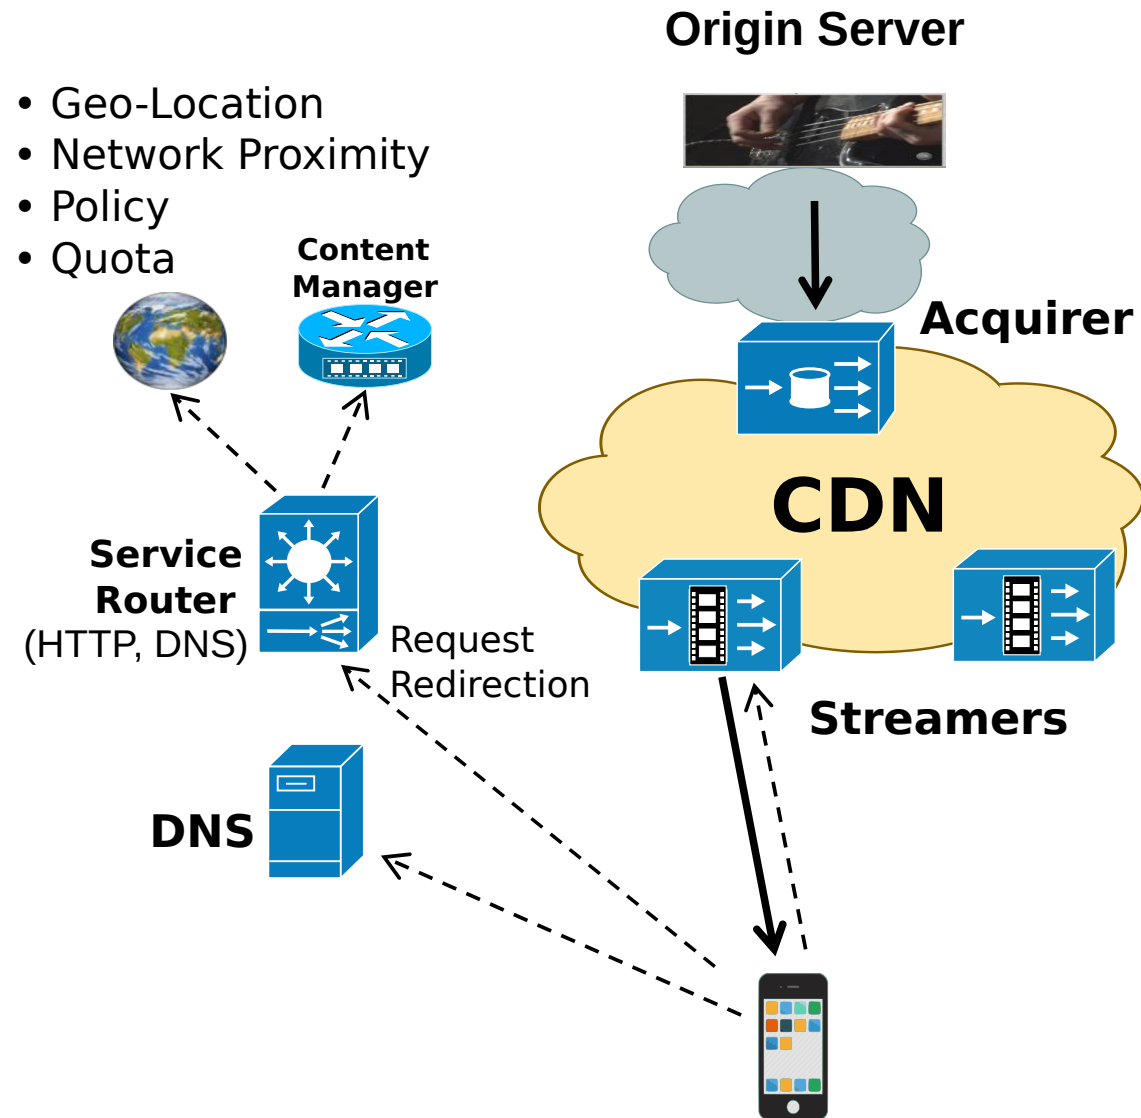 Origin Server
• Geo-Location
• Network Proximity
• Policy
• Quota
Content
Manager
Acquirer
CDN
Service
Router
(HTTP, DNS)
Request
Redirection
Streamers
DNS